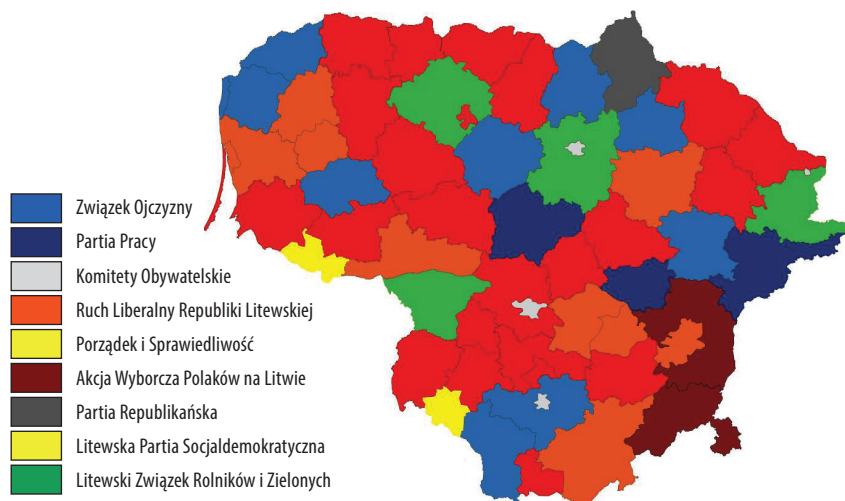 Związek Ojczyzny
Partia Pracy
Komitety Obywatelskie
Ruch Liberalny Republiki Litewskiej
Porządek i Sprawiedliwość
Akcja Wyborcza Polaków na Litwie
Partia Republikańska
Litewska Partia Socjaldemokratyczna
Litewski Związek Rolników i Zielonych